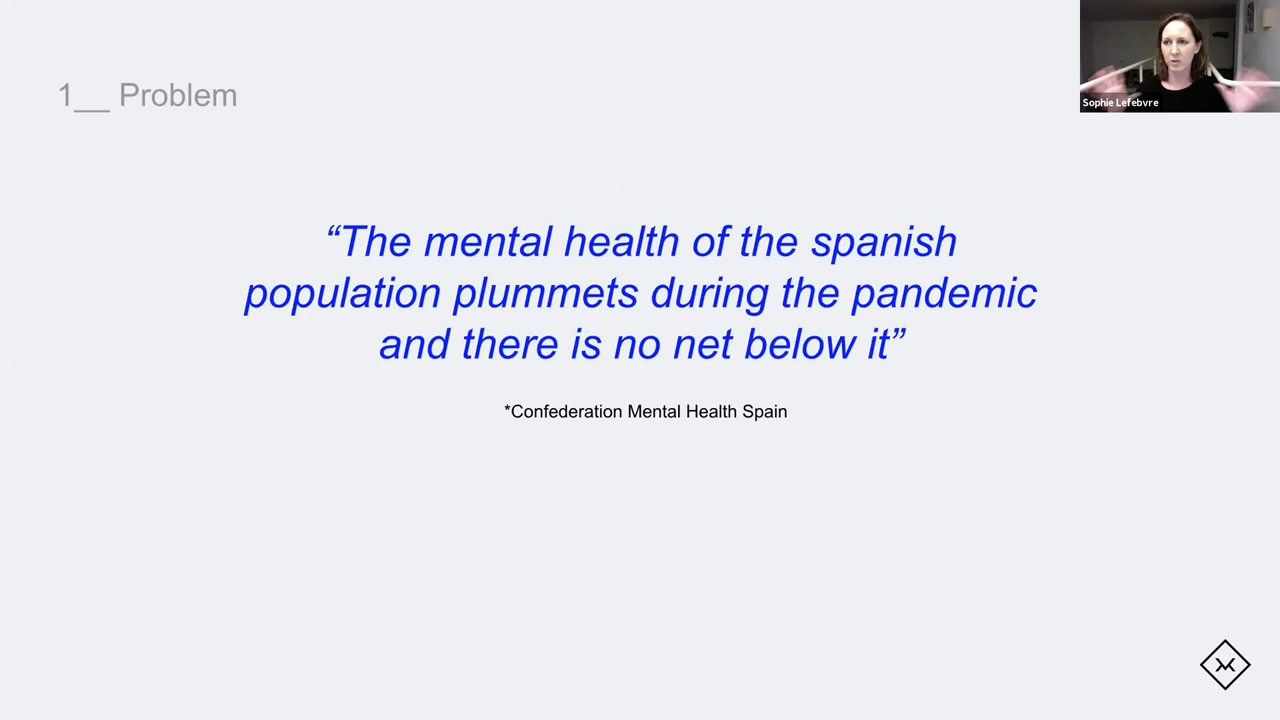 1__ Problem
Sophie Lefebvre
“The mental health of the spanish
population plummets during the pandemic
and there is no net below it”
*Confederation Mental Health Spain